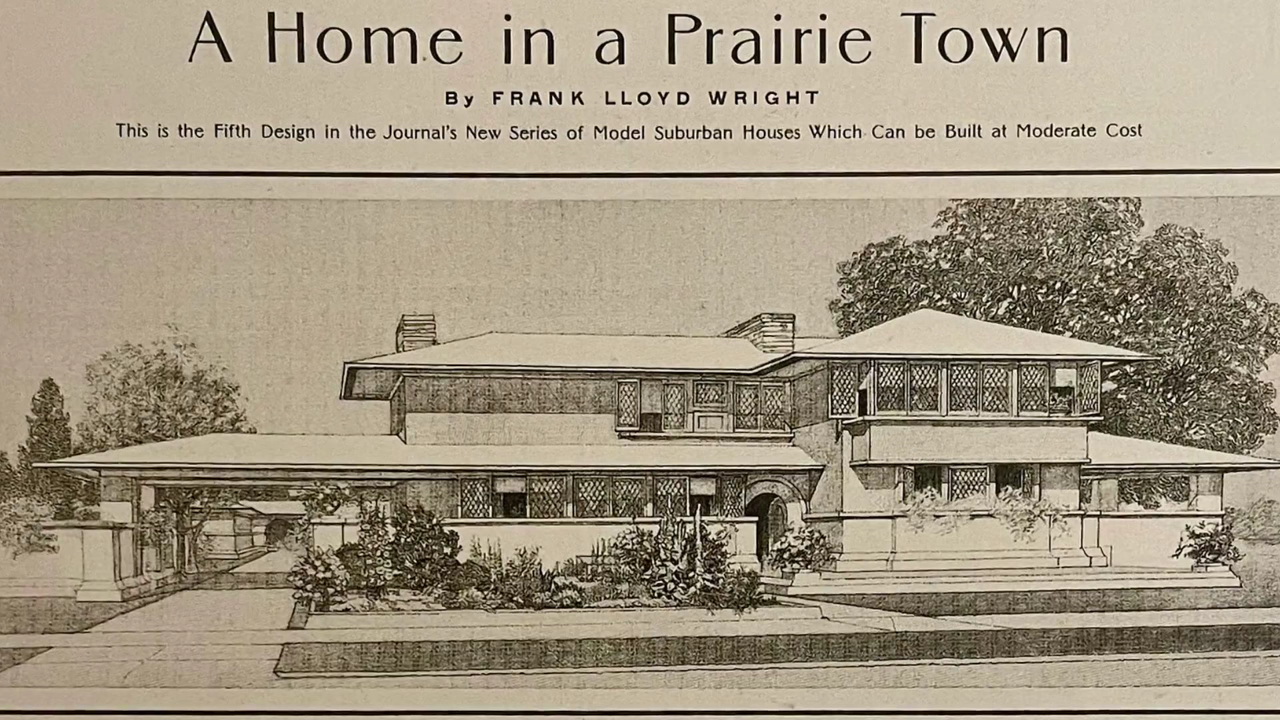 A Home in a Prairie Town
By FRANK LLOYD WRIGHT
This is the Fifth Design in the Journal's New Series of Model Suburban Houses Which Can be Built at Moderate Cost